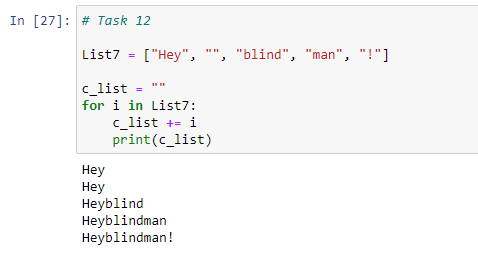 In [27]: # Task 12
List7 = ["Hey", "", "blind", "man", "!"]
c_list = ""
for i in List7:
    c_list += i
    print(c_list)
Hey
Hey
Heyblind
Heyblindman
Heyblindman!